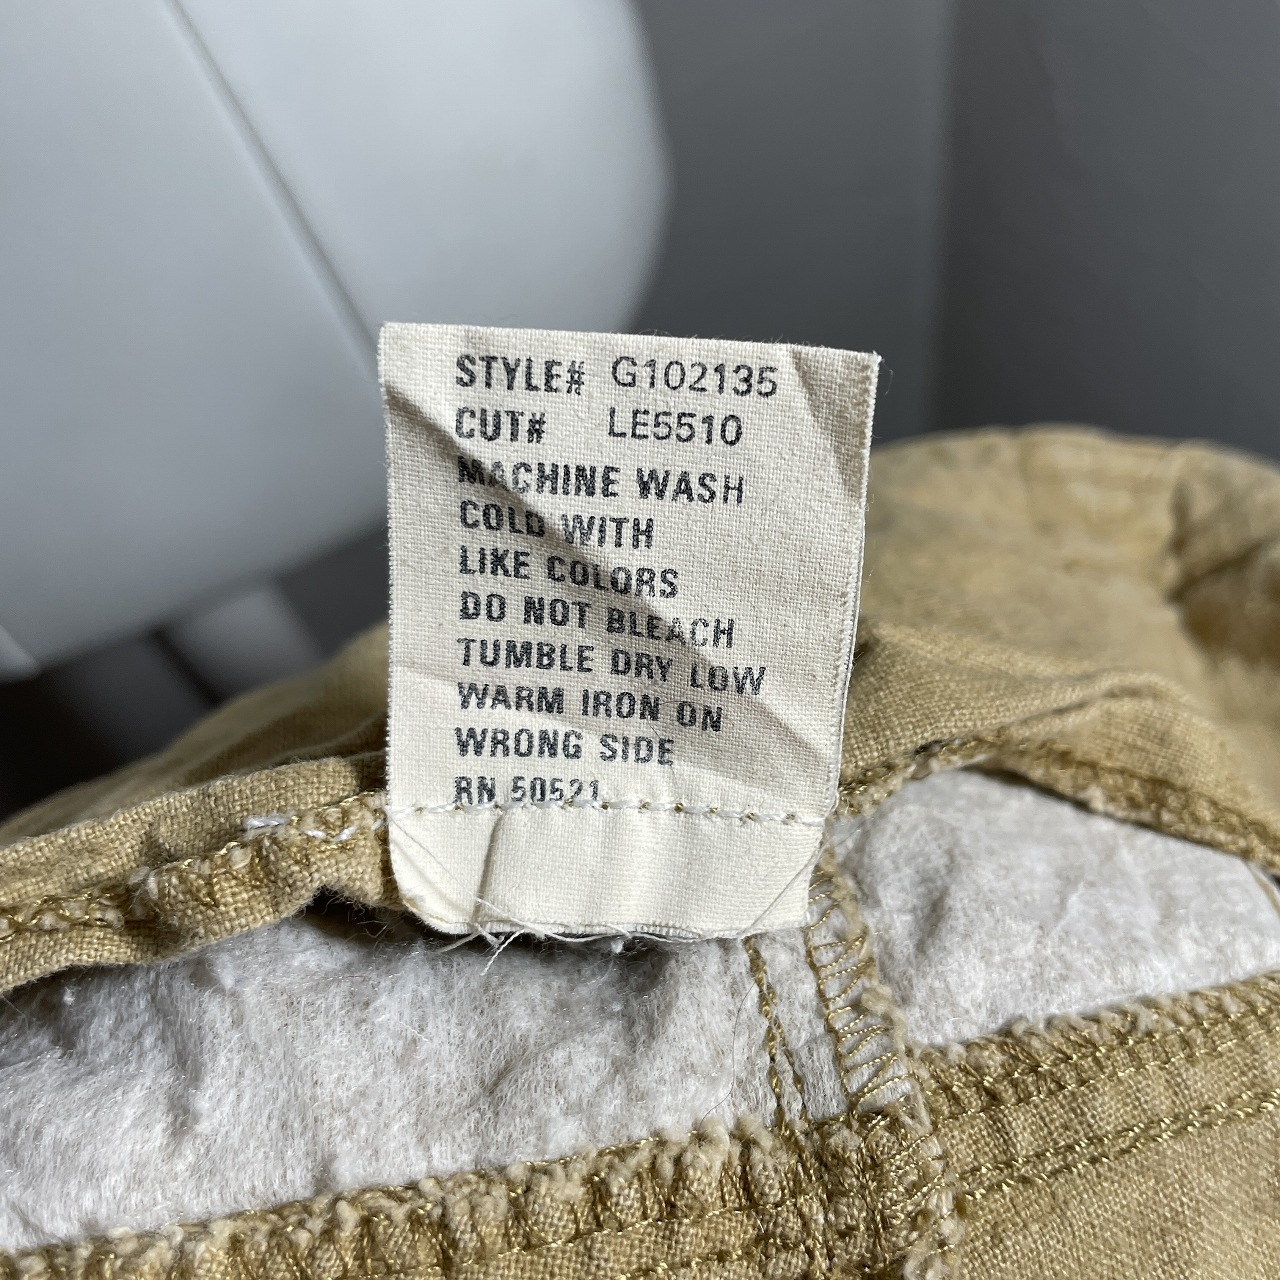 STYLE# G102135
CUT# LE5510
MACHINE WASH
COLD WITH
LIKE COLORS
DO NOT BLEACH
TUMBLE DRY LOW
WARM IRON ON
WRONG SIDE
RN 50521